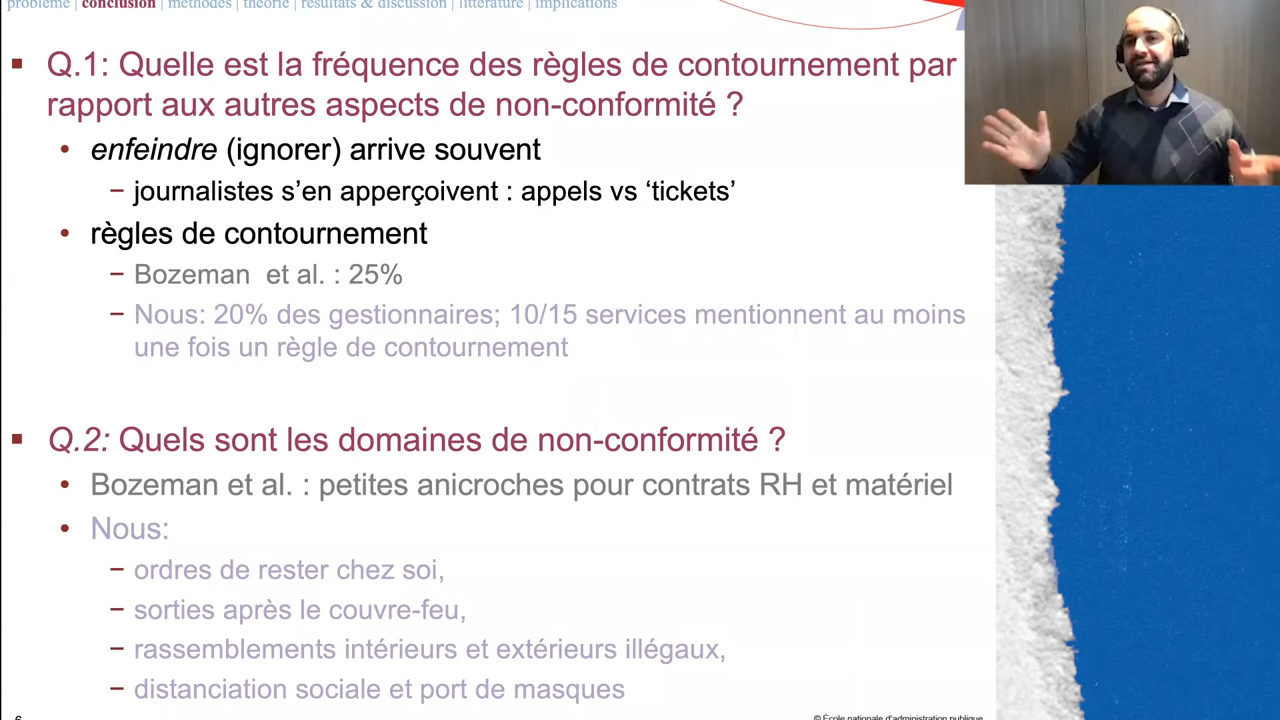 problème | conclusion | méthodes | théorie | résultats & discussion | littérature | implications
Q.1: Quelle est la fréquence des règles de contournement par
rapport aux autres aspects de non-conformité ?
enfeindre (ignorer) arrive souvent
journalistes s’en apperçoivent : appels vs ‘tickets’
règles de contournement
Bozeman et al. : 25%
Nous: 20% des gestionnaires; 10/15 services mentionnent au moins
une fois un règle de contournement
Q.2: Quels sont les domaines de non-conformité ?
Bozeman et al. : petites anicroches pour contrats RH et matériel
Nous:
ordres de rester chez soi,
sorties après le couvre-feu,
rassemblements intérieurs et extérieurs illégaux,
distanciation sociale et port de masques
6
© École nationale d’administration publique